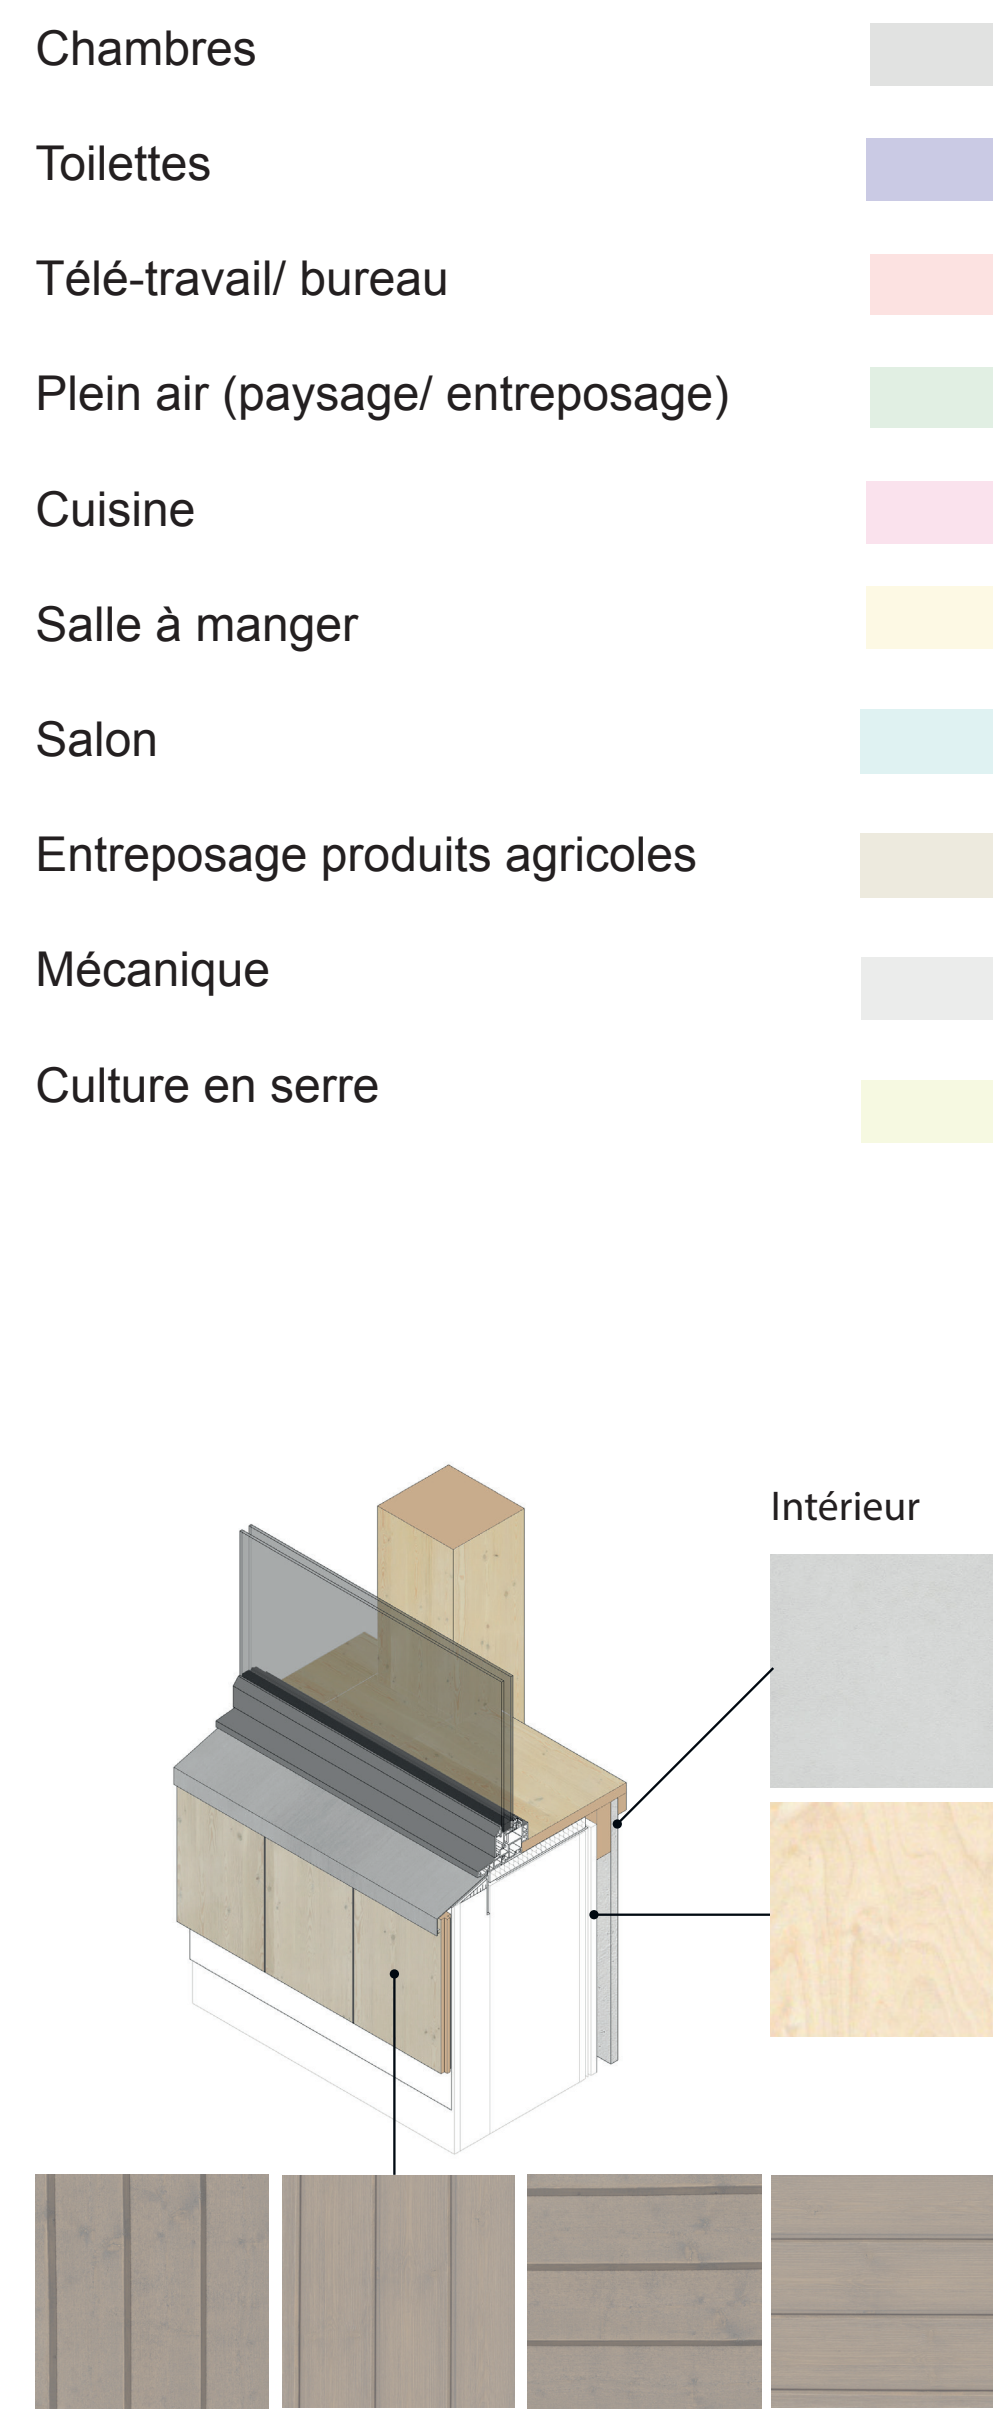 Chambres
Toilettes
Télé-travail/ bureau
Plein air (paysage/ entreposage)
Cuisine
Salle à manger
Salon
Entreposage produits agricoles
Mécanique
Culture en serre
Intérieur